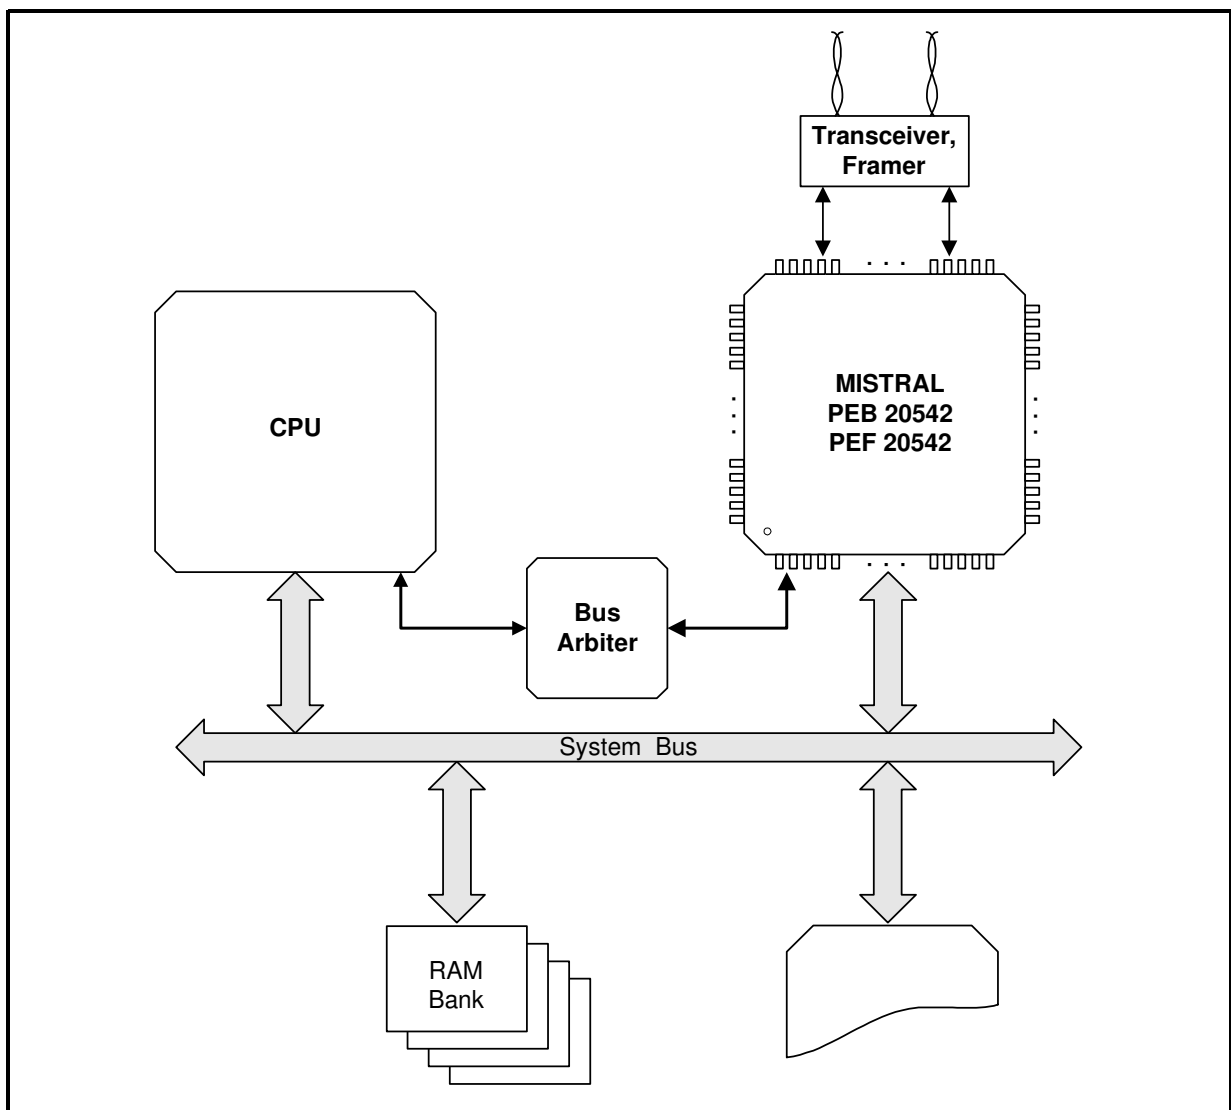 Transceiver,
Framer
MISTRAL
PEB 20542
PEF 20542
CPU
Bus
Arbiter
System Bus
RAM
Bank